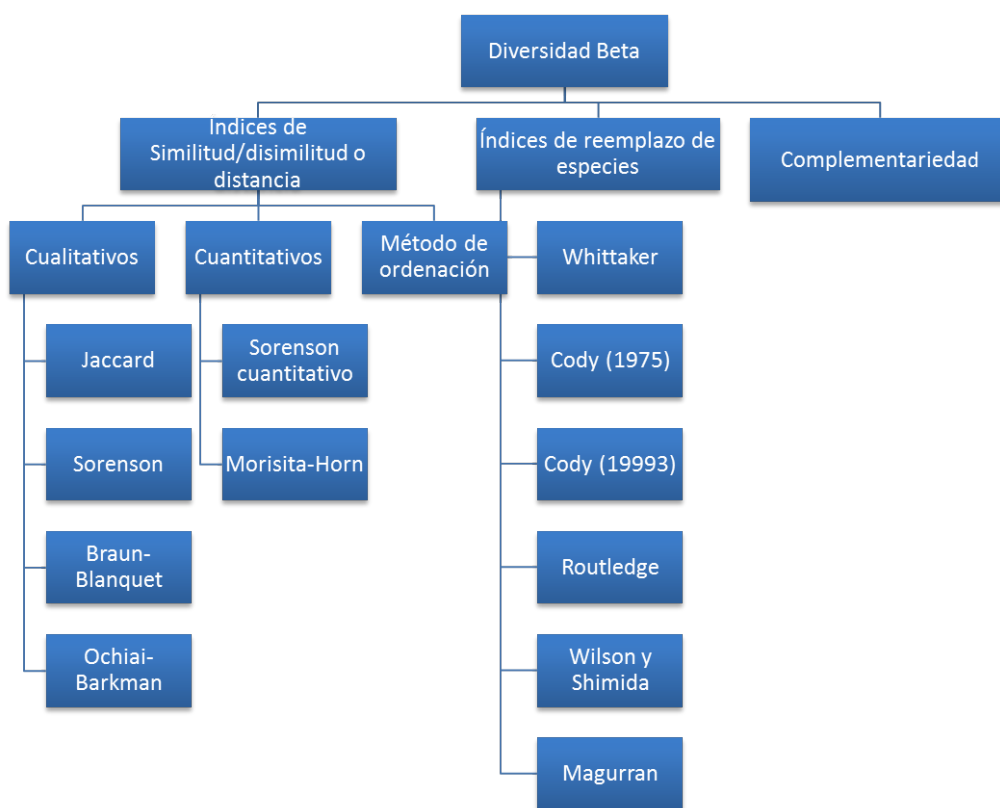 Diversidad Beta
Indices de
Similitud/disimilitud o
distancia
Índices de reemplazo de
especies
Complementariedad
Cualitativos
Cuantitativos
Método de
ordenación
Whittaker
Jaccard
Sorenson
cuantitativo
Cody (1975)
Sorenson
Morisita-Horn
Cody (19993)
Braun-
Blanquet
Routledge
Ochiai-
Barkman
Wilson y
Shimida
Magurran